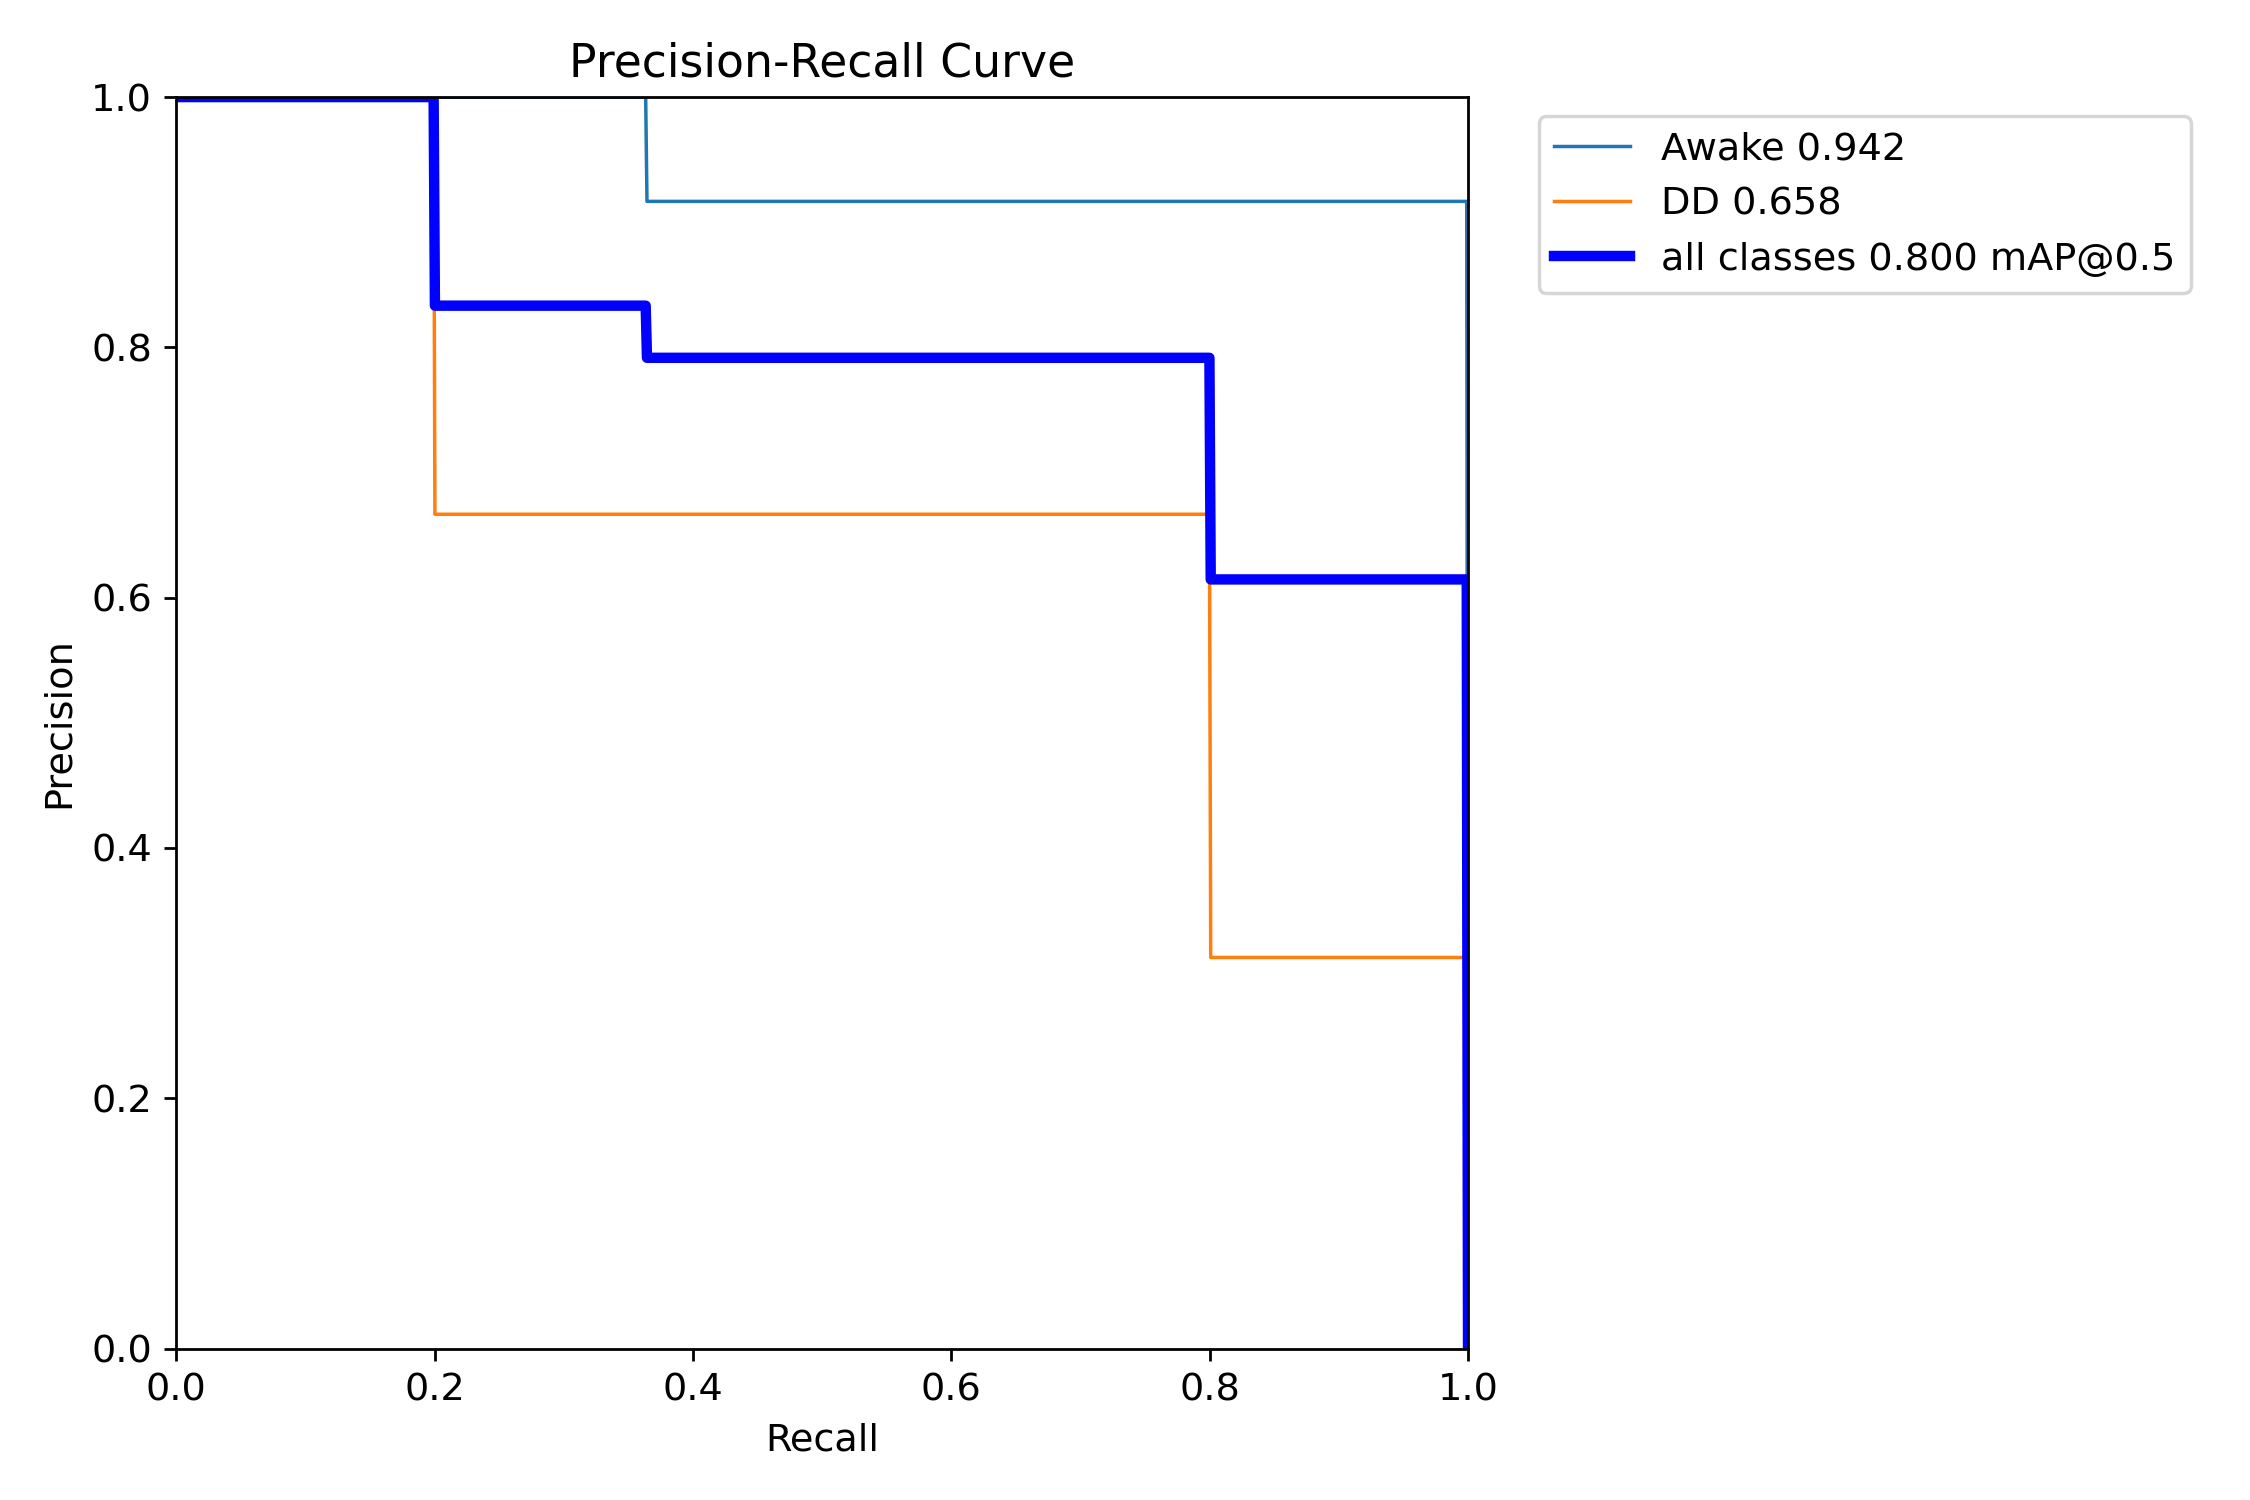 Precision-Recall Curve
1.0
0.8
0.6
0.4
0.2
0.0
Precision
0.0 0.2 0.4 0.6 0.8 1.0
Recall
Awake 0.942
DD 0.658
all classes 0.800 mAP@0.5